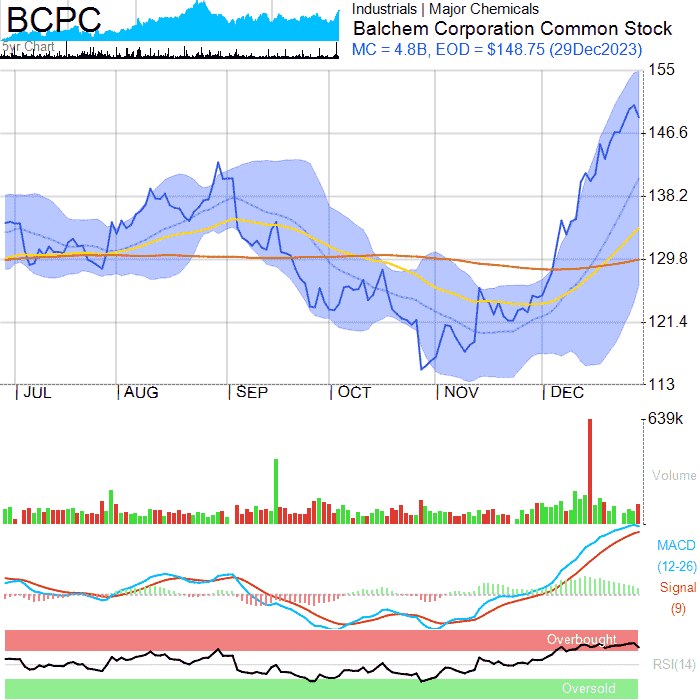 BCPC
5yr Chart
Industrials | Major Chemicals
Balchem Corporation Common Stock
MC = 4.8B, EOD = $148.75 (29Dec2023)
155
146.6
138.2
129.8
121.4
113
| JUL | AUG | SEP | OCT | NOV | DEC
639k
Volume
MACD
(12-26)
Signal
(9)
Overbought
RSI(14)
Oversold